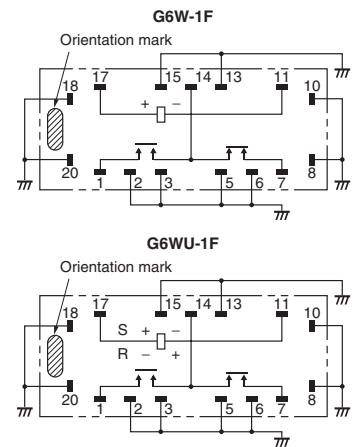 G6W-1F
Orientation mark
18 17 15 14 13 11 10
+ −
20 1 2 3 5 6 7 8
G6WU-1F
Orientation mark
18 17 15 14 13 11 10
S + −
R − +
20 1 2 3 5 6 7 8